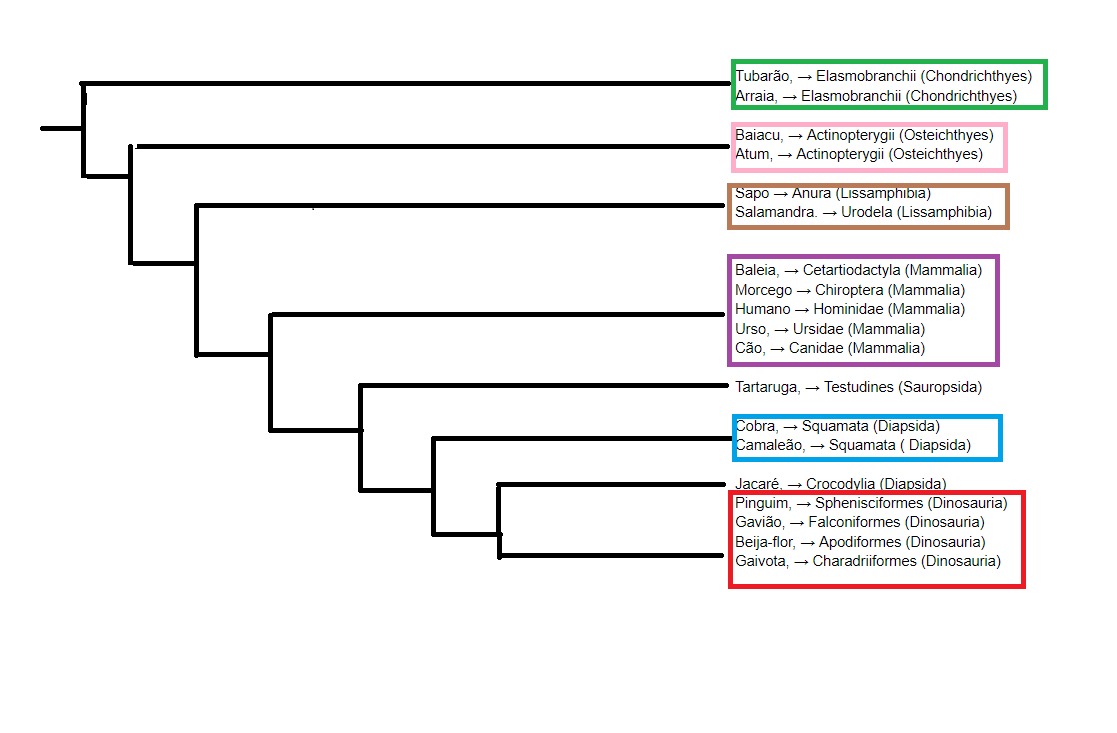 Tubarão, → Elasmobranchii (Chondrichthyes)
Arraia, → Elasmobranchii (Chondrichthyes)
Baiacu, → Actinopterygii (Osteichthyes)
Atum, → Actinopterygii (Osteichthyes)
Sapo → Anura (Lissamphibia)
Salamandra. → Urodela (Lissamphibia)
Baleia, → Cetartiodactyla (Mammalia)
Morcego → Chiroptera (Mammalia)
Humano → Hominidae (Mammalia)
Urso, → Ursidae (Mammalia)
Cão, → Canidae (Mammalia)
Tartaruga, → Testudines (Sauropsida)
Cobra, → Squamata (Diapsida)
Camaleão, → Squamata ( Diapsida)
Jacaré, → Crocodylia (Diapsida)
Pinguim, → Sphenisciformes (Dinosauria)
Gavião, → Falconiformes (Dinosauria)
Beija-flor, → Apodiformes (Dinosauria)
Gaivota, → Charadriiformes (Dinosauria)